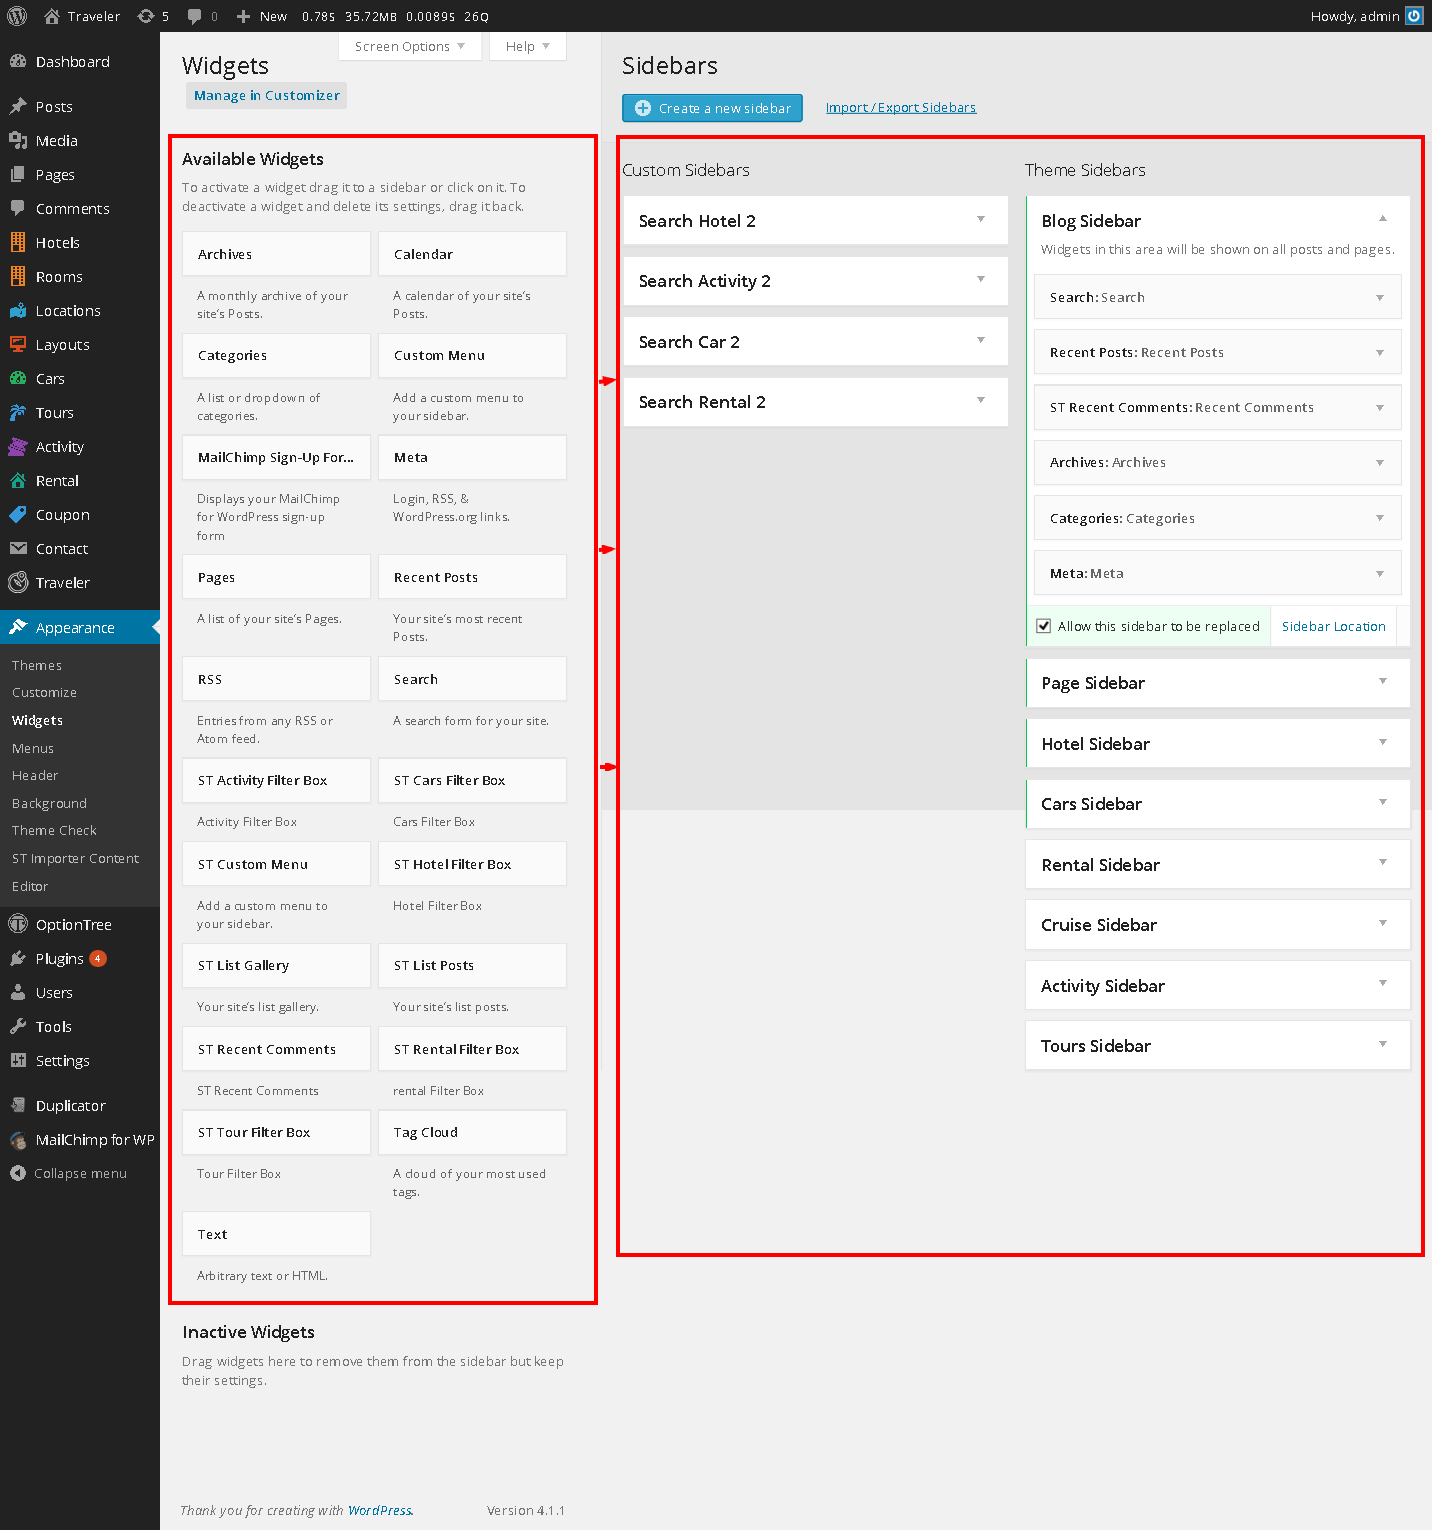 Traveler 5 0 New 0.78S 35.72MB 0.0089S 26Q
Howdy, admin
Dashboard
Posts
Media
Pages
Comments
Hotels
Rooms
Locations
Layouts
Cars
Tours
Activity
Rental
Coupon
Contact
Traveler
Appearance
Themes
Customize
Widgets
Menus
Header
Background
Theme Check
ST Importer Content
Editor
OptionTree
Plugins 4
Users
Tools
Settings
Duplicator
MailChimp for WP
Collapse menu
Screen Options
Help
Widgets
Manage in Customizer
Available Widgets
To activate a widget drag it to a sidebar or click on it. To
deactivate a widget and delete its settings, drag it back.
Archives
A monthly archive of your
site's Posts.
Calendar
A calendar of your site's
Posts.
Categories
A list or dropdown of
categories.
Custom Menu
Add a custom menu to
your sidebar.
MailChimp Sign-Up For...
Displays your MailChimp
for WordPress sign-up
form
Meta
Login, RSS, &
WordPress.org links.
Pages
A list of your site's Pages.
Recent Posts
Your site's most recent
Posts.
RSS
Entries from any RSS or
Atom feed.
Search
A search form for your site.
ST Activity Filter Box
Activity Filter Box
ST Cars Filter Box
Cars Filter Box
ST Custom Menu
Add a custom menu to
your sidebar.
ST Hotel Filter Box
Hotel Filter Box
ST List Gallery
Your site's list gallery.
ST List Posts
Your site's list posts.
ST Recent Comments
ST Recent Comments
ST Rental Filter Box
rental Filter Box
ST Tour Filter Box
Tour Filter Box
Tag Cloud
A cloud of your most used
tags.
Text
Arbitrary text or HTML.
Inactive Widgets
Drag widgets here to remove them from the sidebar but keep
their settings.
Sidebars
Create a new sidebar
Import / Export Sidebars
Custom Sidebars
Search Hotel 2
Search Activity 2
Search Car 2
Search Rental 2
Theme Sidebars
Blog Sidebar
Widgets in this area will be shown on all posts and pages.
Search: Search
Recent Posts: Recent Posts
ST Recent Comments: Recent Comments
Archives: Archives
Categories: Categories
Meta: Meta
Allow this sidebar to be replaced
Sidebar Location
Page Sidebar
Hotel Sidebar
Cars Sidebar
Rental Sidebar
Cruise Sidebar
Activity Sidebar
Tours Sidebar
Thank you for creating with WordPress.
Version 4.1.1